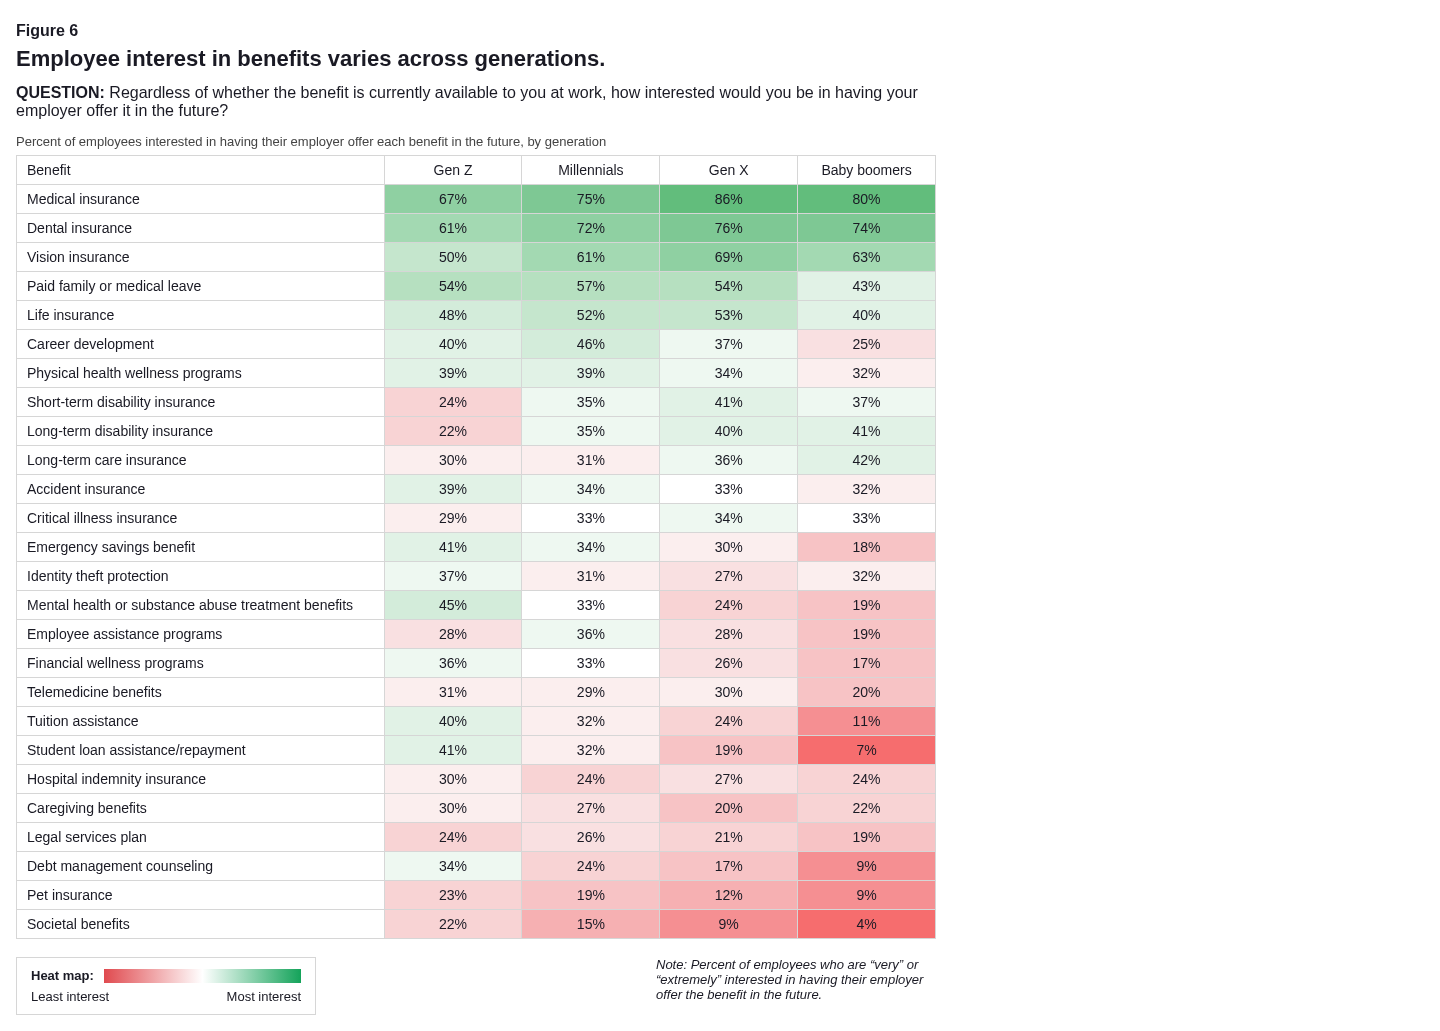 Figure 6
Employee interest in benefits varies across generations.
QUESTION: Regardless of whether the benefit is currently available to you at work, how interested would you be in having your
employer offer it in the future?
Percent of employees interested in having their employer offer each benefit in the future, by generation
Benefit Gen Z Millennials Gen X Baby boomers
Medical insurance 67% 75% 86% 80%
Dental insurance 61% 72% 76% 74%
Vision insurance 50% 61% 69% 63%
Paid family or medical leave 54% 57% 54% 43%
Life insurance 48% 52% 53% 40%
Career development 40% 46% 37% 25%
Physical health wellness programs 39% 39% 34% 32%
Short-term disability insurance 24% 35% 41% 37%
Long-term disability insurance 22% 35% 40% 41%
Long-term care insurance 30% 31% 36% 42%
Accident insurance 39% 34% 33% 32%
Critical illness insurance 29% 33% 34% 33%
Emergency savings benefit 41% 34% 30% 18%
Identity theft protection 37% 31% 27% 32%
Mental health or substance abuse treatment benefits 45% 33% 24% 19%
Employee assistance programs 28% 36% 28% 19%
Financial wellness programs 36% 33% 26% 17%
Telemedicine benefits 31% 29% 30% 20%
Tuition assistance 40% 32% 24% 11%
Student loan assistance/repayment 41% 32% 19% 7%
Hospital indemnity insurance 30% 24% 27% 24%
Caregiving benefits 30% 27% 20% 22%
Legal services plan 24% 26% 21% 19%
Debt management counseling 34% 24% 17% 9%
Pet insurance 23% 19% 12% 9%
Societal benefits 22% 15% 9% 4%
Heat map:
Least interest Most interest
Note: Percent of employees who are “very” or
“extremely” interested in having their employer
offer the benefit in the future.